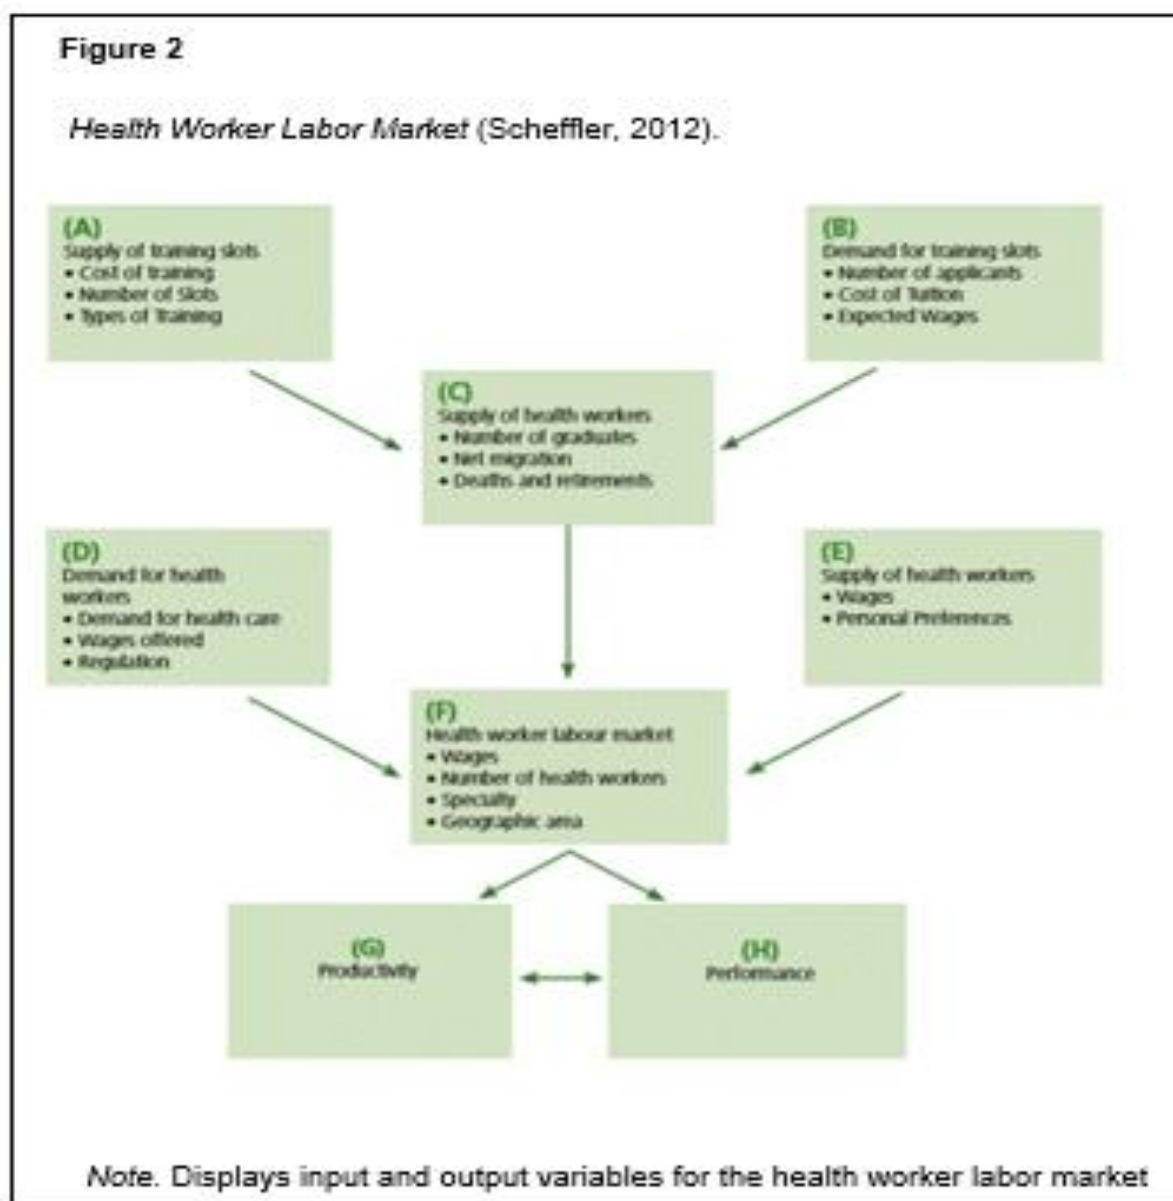 Figure 2
Health Worker Labor Market (Scheffler, 2012).
(A)
Supply of training slots
• Cost of training
• Number of Slots
• Types of Training
(B)
Demand for training slots
• Number of applicants
• Cost of Tuition
• Expected Wages
(C)
Supply of health workers
• Number of graduates
• Net migration
• Deaths and retirements
(D)
Demand for health
workers
• Demand for health care
• Wages offered
• Regulation
(E)
Supply of health workers
• Wages
• Personal Preferences
(F)
Health worker labour market
• Wages
• Number of health workers
• Specialty
• Geographic area
(G)
Productivity
(H)
Performance
Note. Displays input and output variables for the health worker labor market